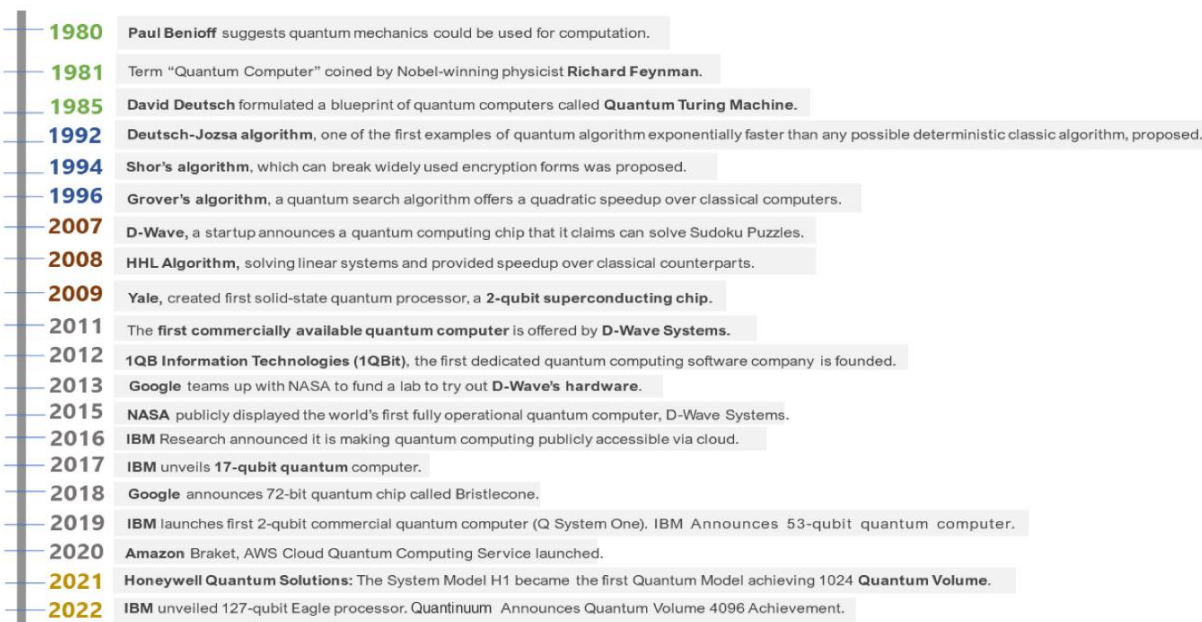 1980 Paul Benioff suggests quantum mechanics could be used for computation.
1981 Term “Quantum Computer” coined by Nobel-winning physicist Richard Feynman.
1985 David Deutsch formulated a blueprint of quantum computers called Quantum Turing Machine.
1992 Deutsch-Jozsa algorithm, one of the first examples of quantum algorithm exponentially faster than any possible deterministic classic algorithm, proposed.
1994 Shor’s algorithm, which can break widely used encryption forms was proposed.
1996 Grover’s algorithm, a quantum search algorithm offers a quadratic speedup over classical computers.
2007 D-Wave, a startup announces a quantum computing chip that it claims can solve Sudoku Puzzles.
2008 HHL Algorithm, solving linear systems and provided speedup over classical counterparts.
2009 Yale, created first solid-state quantum processor, a 2-qubit superconducting chip.
2011 The first commercially available quantum computer is offered by D-Wave Systems.
2012 1QB Information Technologies (1QBit), the first dedicated quantum computing software company is founded.
2013 Google teams up with NASA to fund a lab to try out D-Wave’s hardware.
2015 NASA publicly displayed the world’s first fully operational quantum computer, D-Wave Systems.
2016 IBM Research announced it is making quantum computing publicly accessible via cloud.
2017 IBM unveils 17-qubit quantum computer.
2018 Google announces 72-bit quantum chip called Bristlecone.
2019 IBM launches first 2-qubit commercial quantum computer (Q System One). IBM Announces 53-qubit quantum computer.
2020 Amazon Braket, AWS Cloud Quantum Computing Service launched.
2021 Honeywell Quantum Solutions: The System Model H1 became the first Quantum Model achieving 1024 Quantum Volume.
2022 IBM unveiled 127-qubit Eagle processor. Quantinuum Announces Quantum Volume 4096 Achievement.